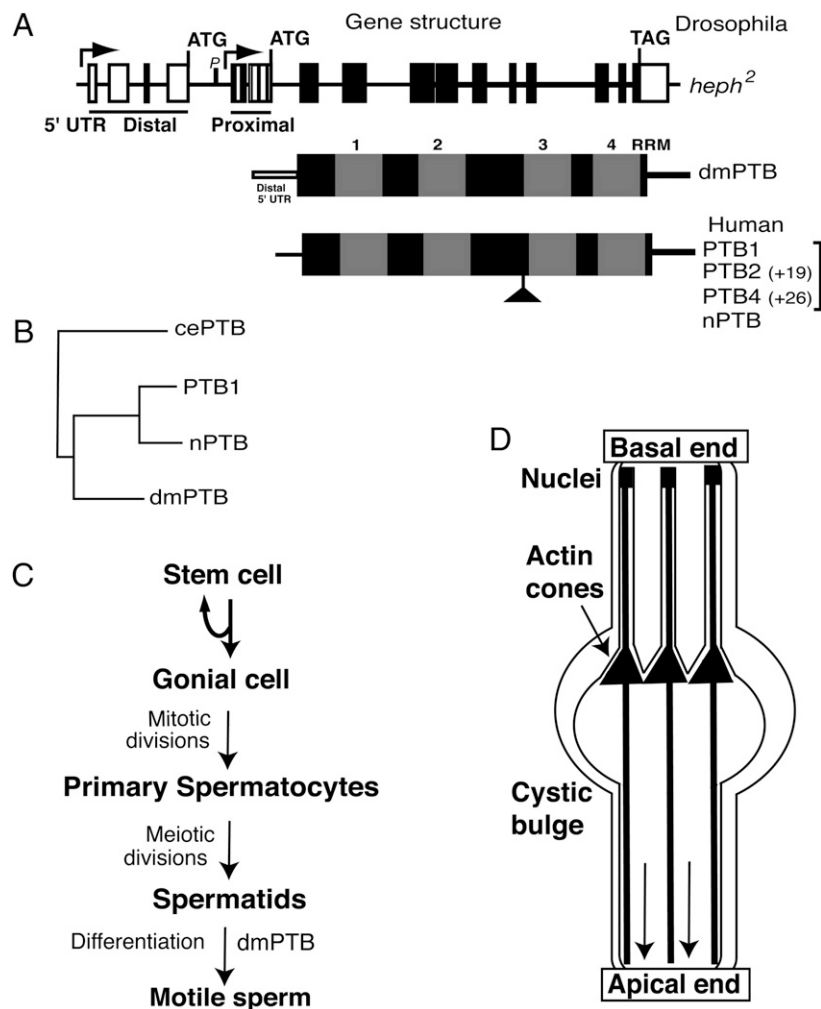 A
Gene structure
Drosophila
ATG
ATG
TAG
P
heph²
5' UTR
Distal
Proximal
1
2
3
4
RRM
dmPTB
Distal
5' UTR
Human
PTB1
PTB2 (+19)
PTB4 (+26)
nPTB
B
cePTB
PTB1
nPTB
dmPTB
C
Stem cell
Gonial cell
Mitotic
divisions
Primary Spermatocytes
Meiotic
divisions
Spermatids
Differentiation
dmPTB
Motile sperm
D
Basal end
Nuclei
Actin
cones
Cystic
bulge
Apical end